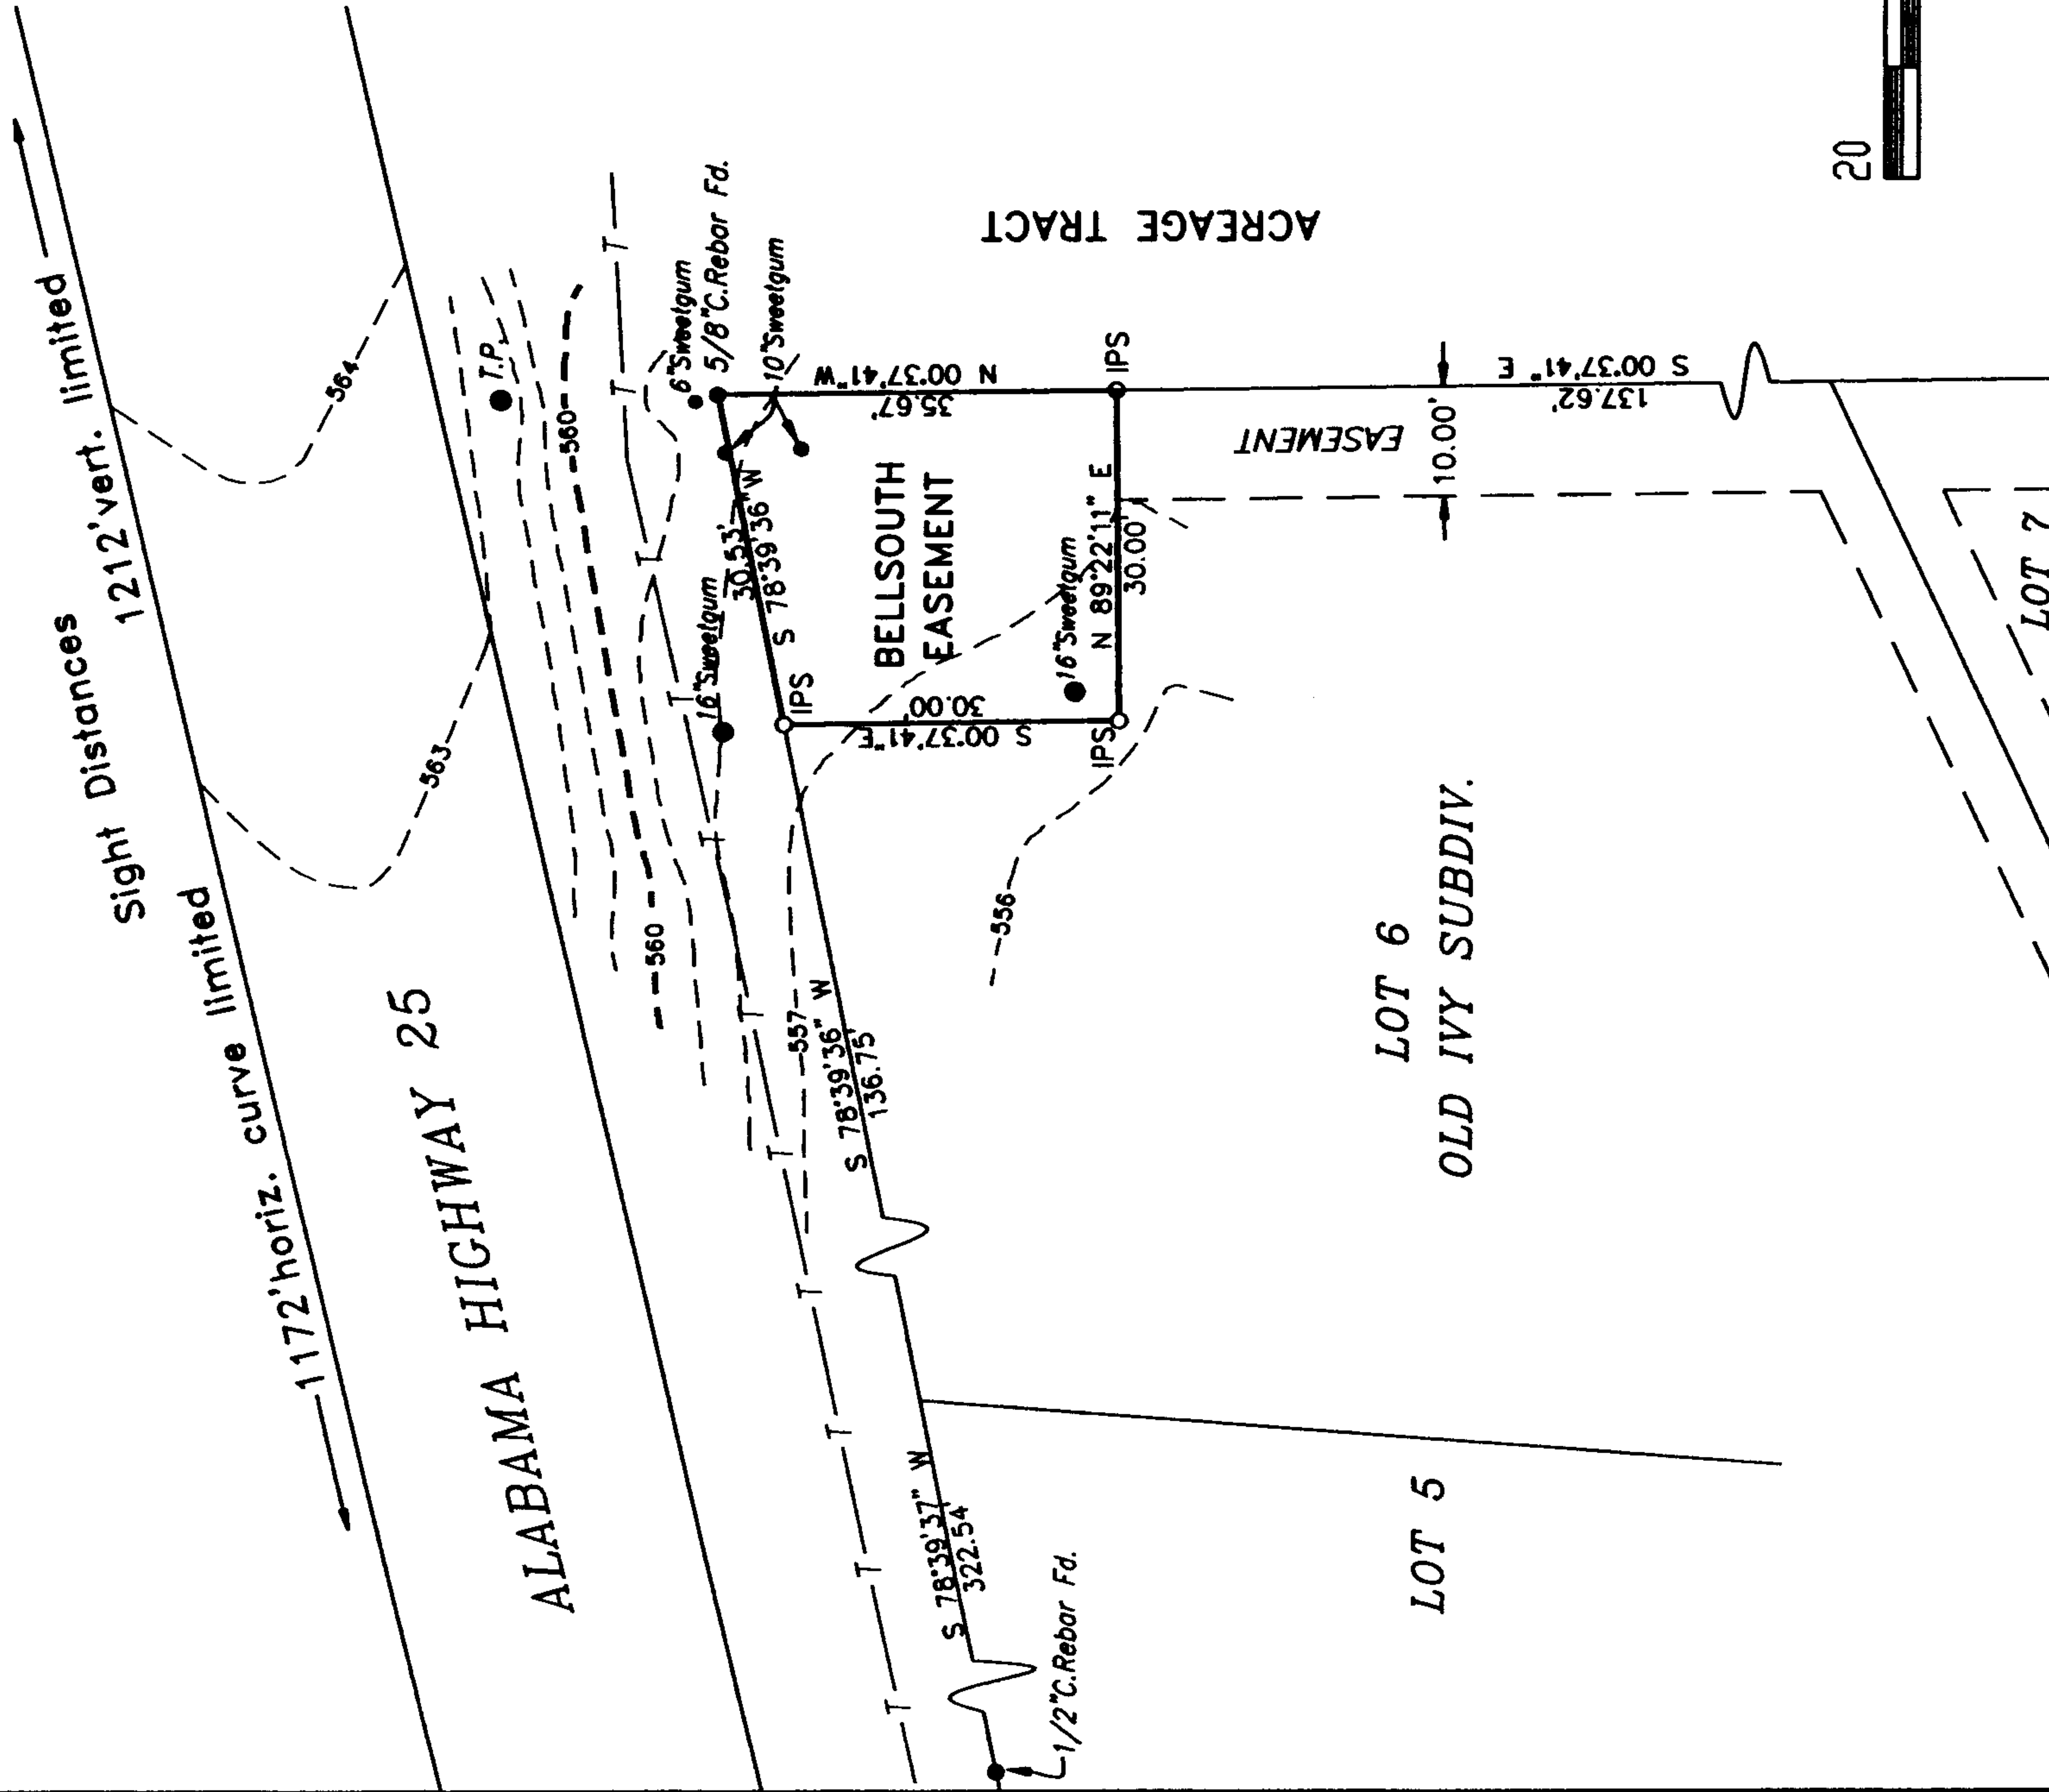 Sight Distances
1172' horiz. curve limited
1212' vert. limited
ALABAMA HIGHWAY 25
564
563
T.P.
560
560
T
T
T
T
T
T
T
T
T
T
T
T
6"Sweetgum
5/8"C.Rebar Fd.
10"Sweetgum
16"Sweetgum
30.53'
S 78°39'36" W
IPS
BELLSOUTH
EASEMENT
N 00°37'41"W
35.67'
30.00'
S 00°37'41"E
16"Sweetgum
N 89°22'11" E
30.00'
IPS
IPS
ACREAGE TRACT
EASEMENT
10.00'
S 00°37'41" E
137.62'
557
S 78°39'36" W
136.75'
556
LOT 6
OLD IVY SUBDIV.
S 78°39'37" W
322.54
1/2"C.Rebar Fd.
LOT 5
LOT 7
20